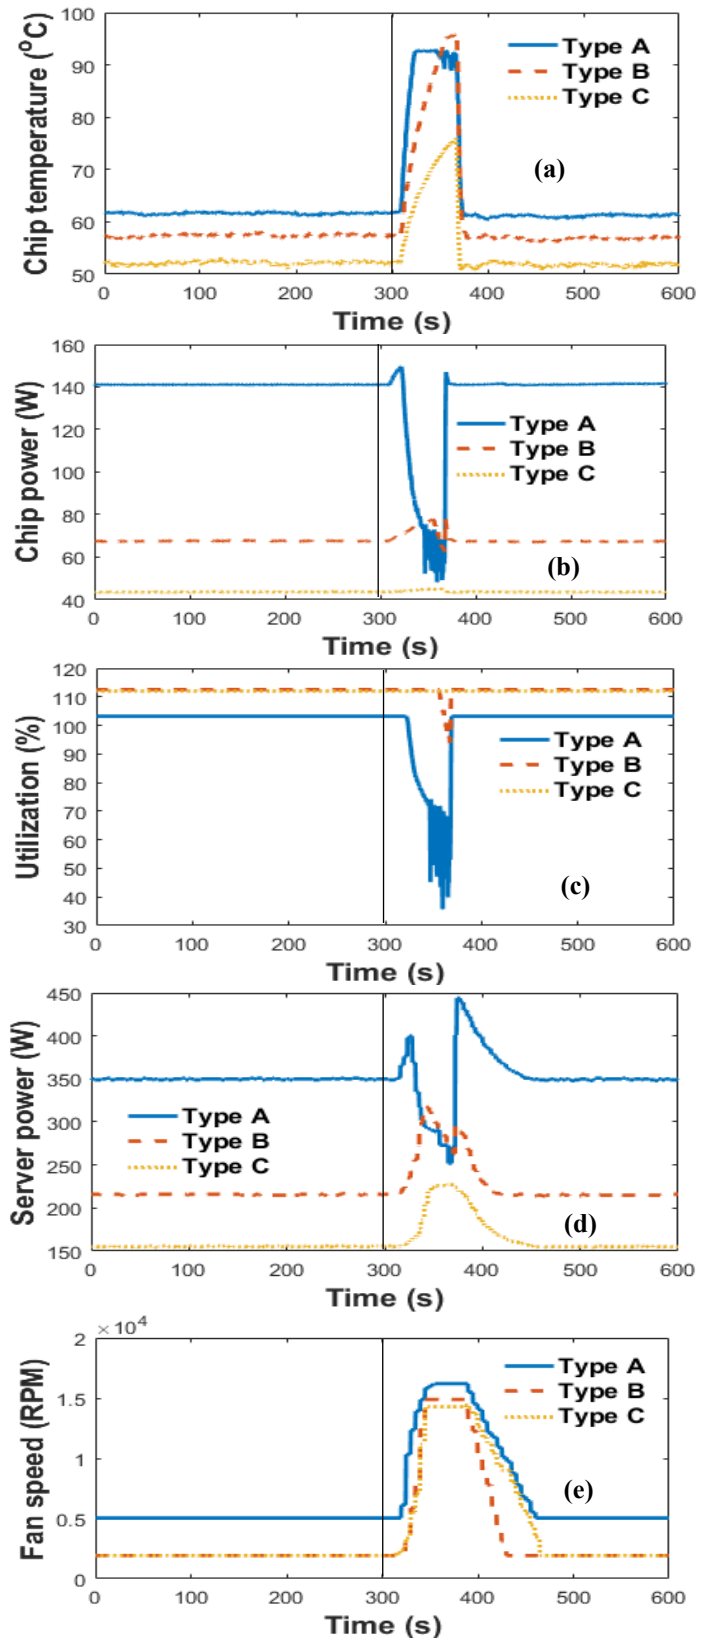 100
90
80
70
60
50
Chip temperature (°C)
Type A
Type B
Type C
(a)
0 100 200 300 400 500 600
Time (s)
160
140
120
100
80
60
40
Chip power (W)
Type A
Type B
Type C
(b)
0 100 200 300 400 500 600
Time (s)
120
110
100
90
80
70
60
50
40
30
Utilization (%)
Type A
Type B
Type C
(c)
0 100 200 300 400 500 600
Time (s)
450
400
350
300
250
200
150
Server power (W)
Type A
Type B
Type C
(d)
0 100 200 300 400 500 600
Time (s)
× 10⁴
2
1.5
1
0.5
0
Fan speed (RPM)
Type A
Type B
Type C
(e)
0 100 200 300 400 500 600
Time (s)